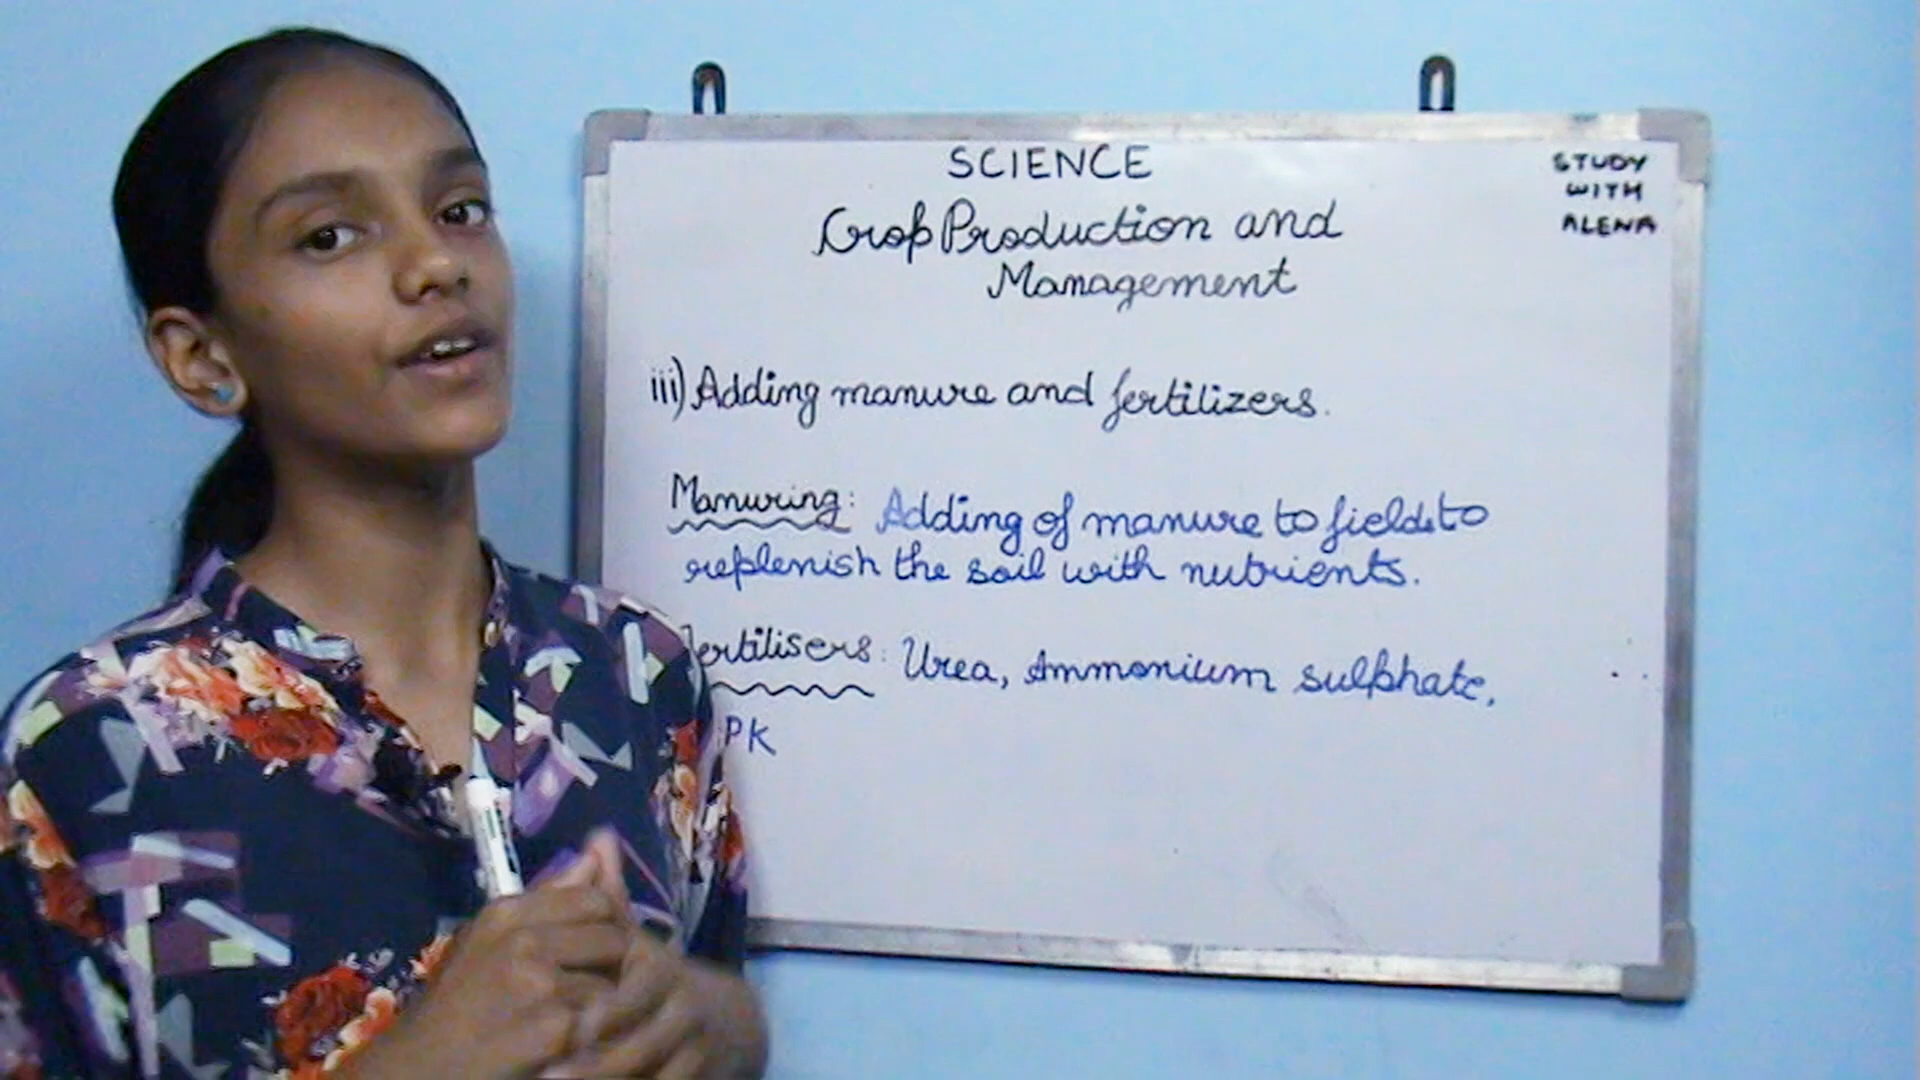 SCIENCE
Crop Production and
Management
STUDY
WITH
ALENA
iii) Adding manure and fertilizers.
Manuring: Adding of manure to fields to
replenish the soil with nutrients.
ertilisers: Urea, Ammonium sulphate,
PK